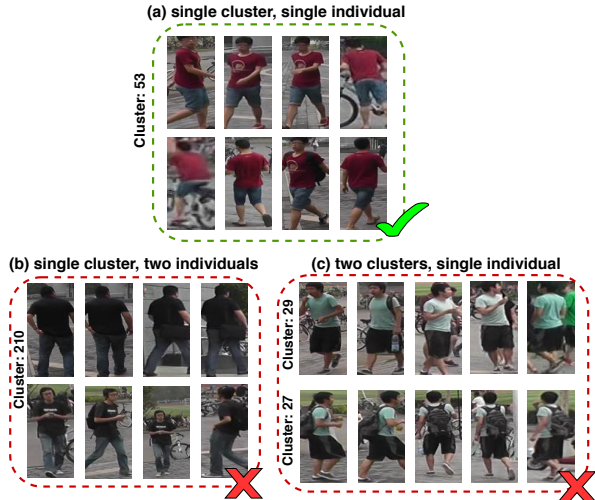 (a) single cluster, single individual
Cluster: 53
(b) single cluster, two individuals
Cluster: 210
(c) two clusters, single individual
Cluster: 29
Cluster: 27